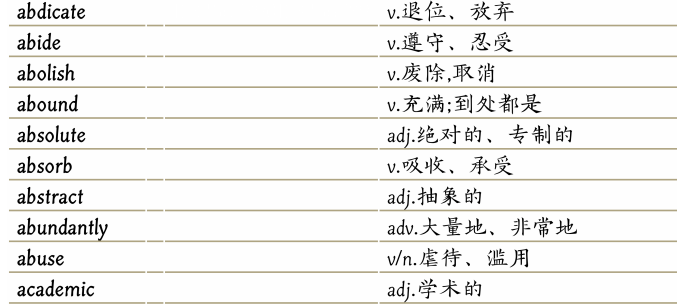 abdicate v.退位、放弃
abide v.遵守、忍受
abolish v.废除,取消
abound v.充满;到处都是
absolute adj.绝对的、专制的
absorb v.吸收、承受
abstract adj.抽象的
abundantly adv.大量地、非常地
abuse v/n.虐待、滥用
academic adj.学术的